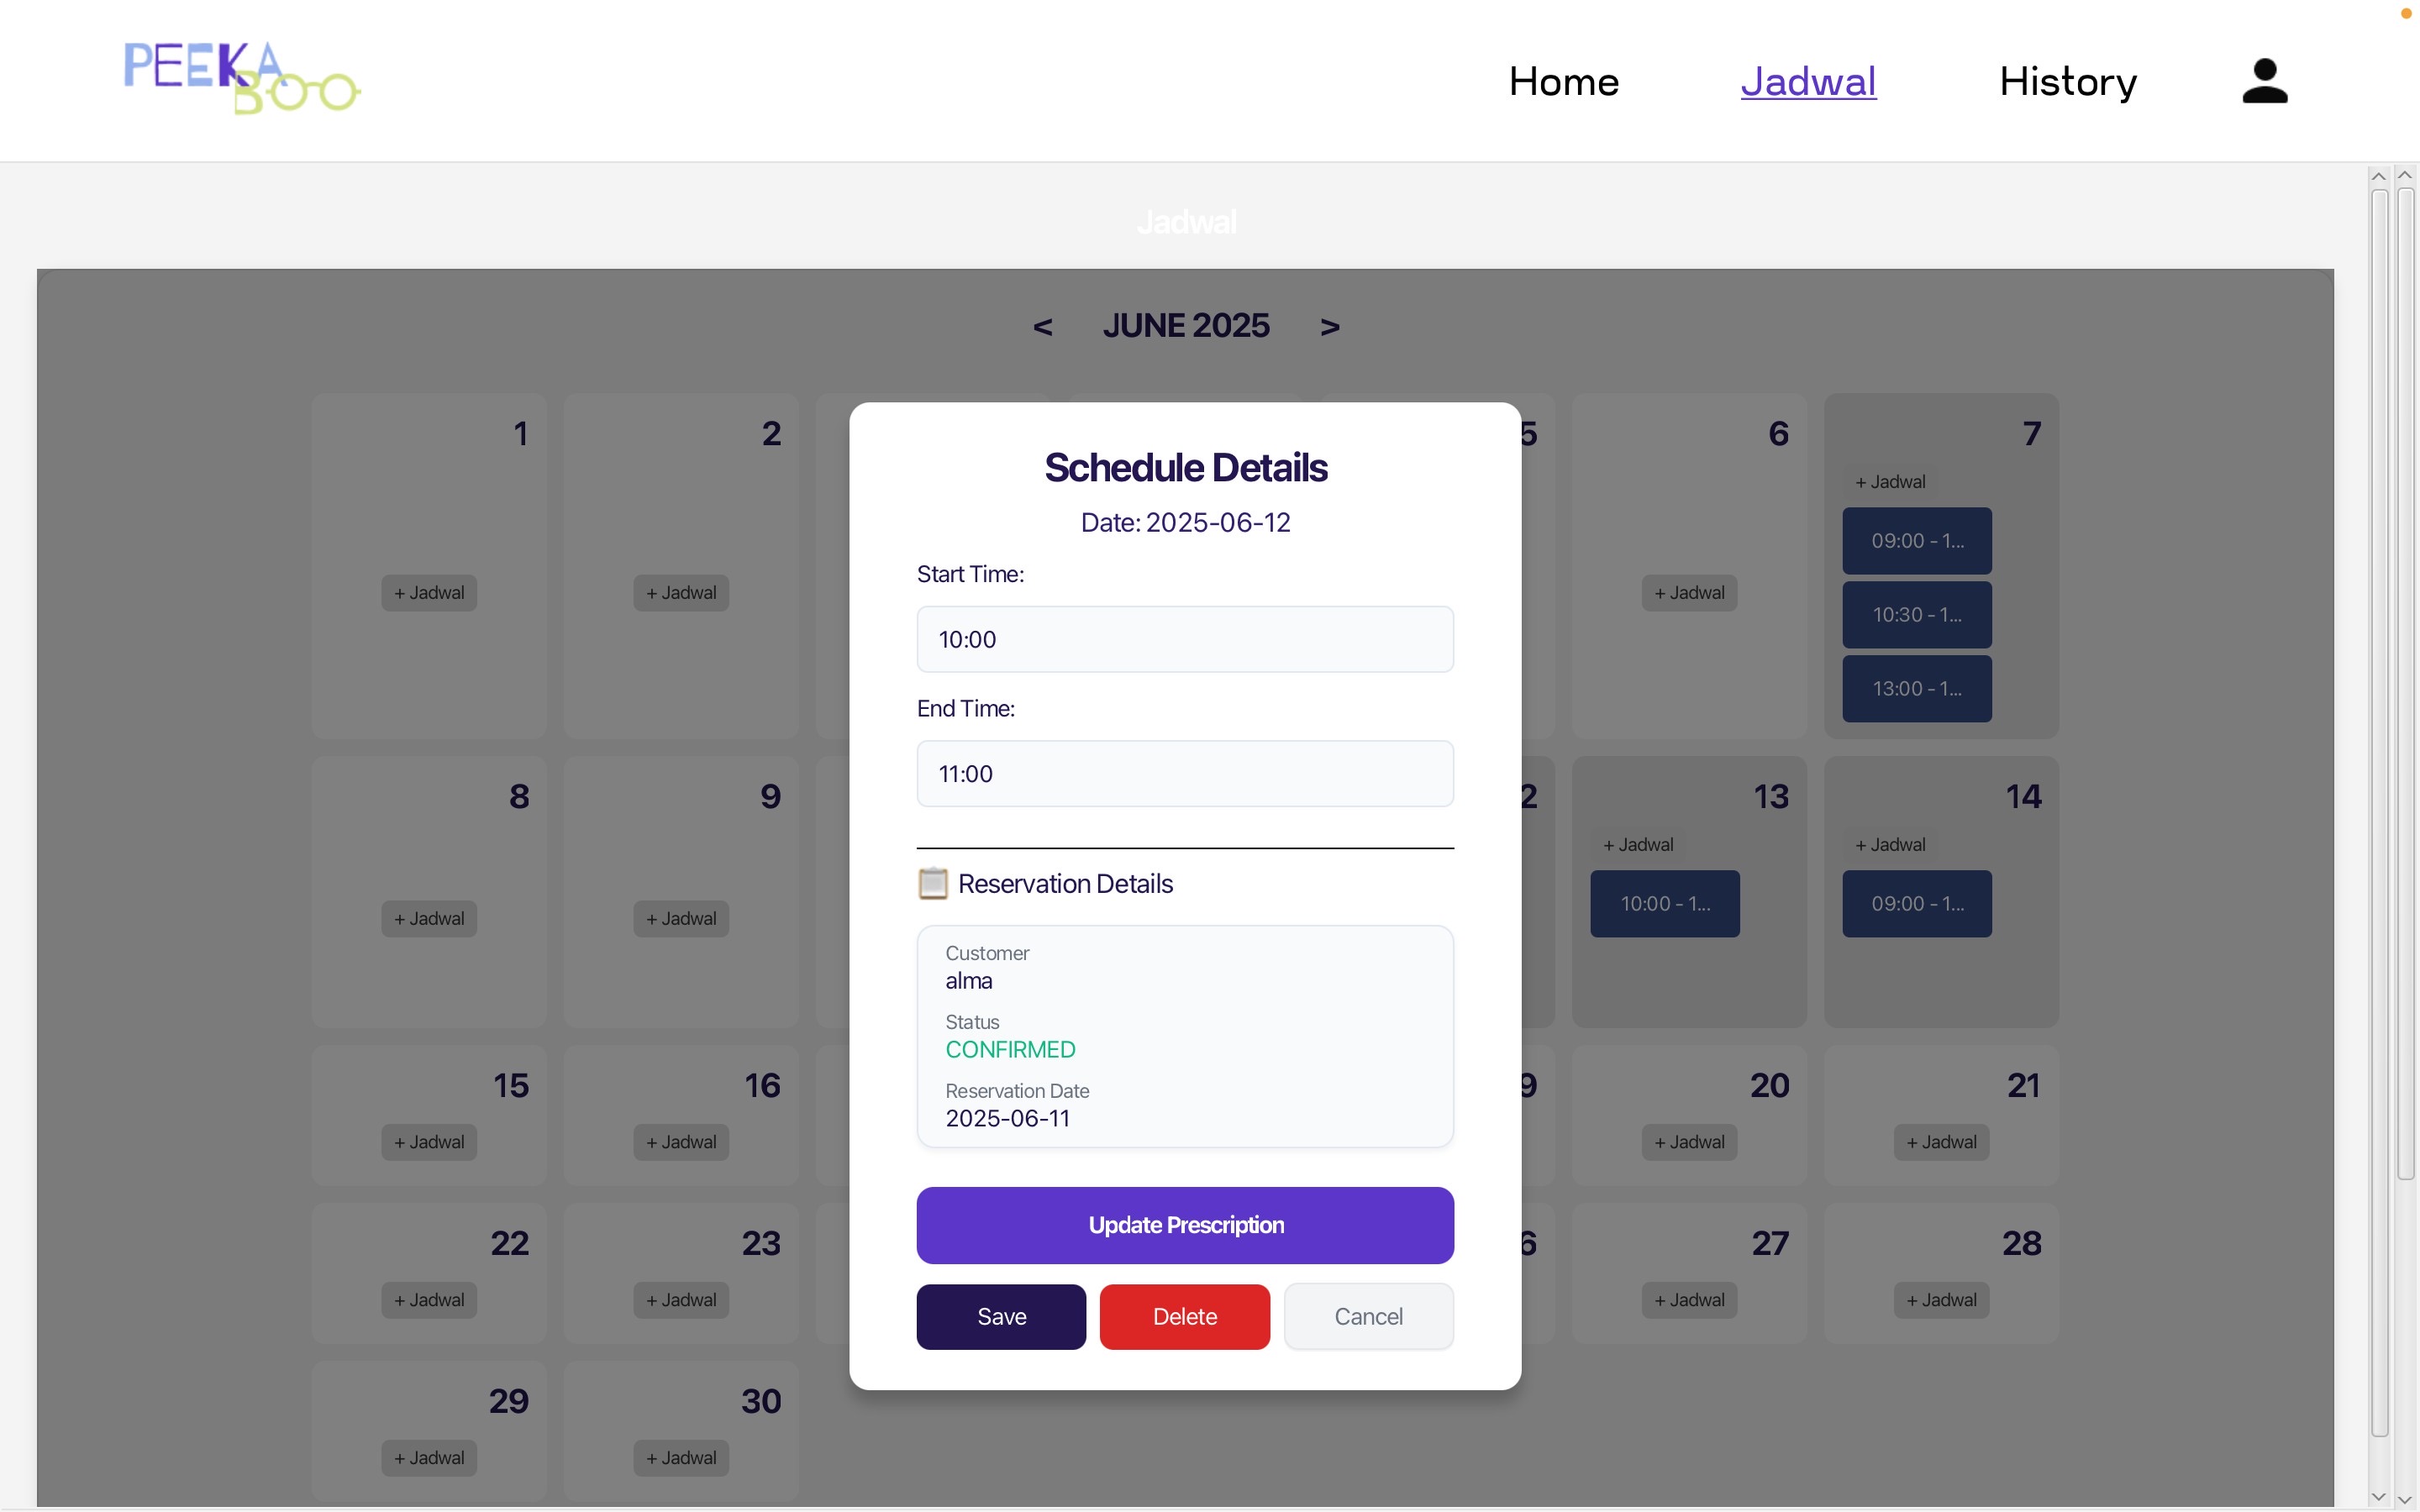 PEEKA
BOO
Home
Jadwal
History
Jadwal
< JUNE 2025 >
1
2
5
6
7
+ Jadwal
+ Jadwal
+ Jadwal
+ Jadwal
09:00 - 1...
10:30 - 1...
13:00 - 1...
8
9
2
13
14
+ Jadwal
+ Jadwal
+ Jadwal
+ Jadwal
10:00 - 1...
09:00 - 1...
15
16
9
20
21
+ Jadwal
+ Jadwal
+ Jadwal
+ Jadwal
22
23
6
27
28
+ Jadwal
+ Jadwal
+ Jadwal
+ Jadwal
29
30
+ Jadwal
+ Jadwal
Schedule Details
Date: 2025-06-12
Start Time:
10:00
End Time:
11:00
Reservation Details
Customer
alma
Status
CONFIRMED
Reservation Date
2025-06-11
Update Prescription
Save
Delete
Cancel